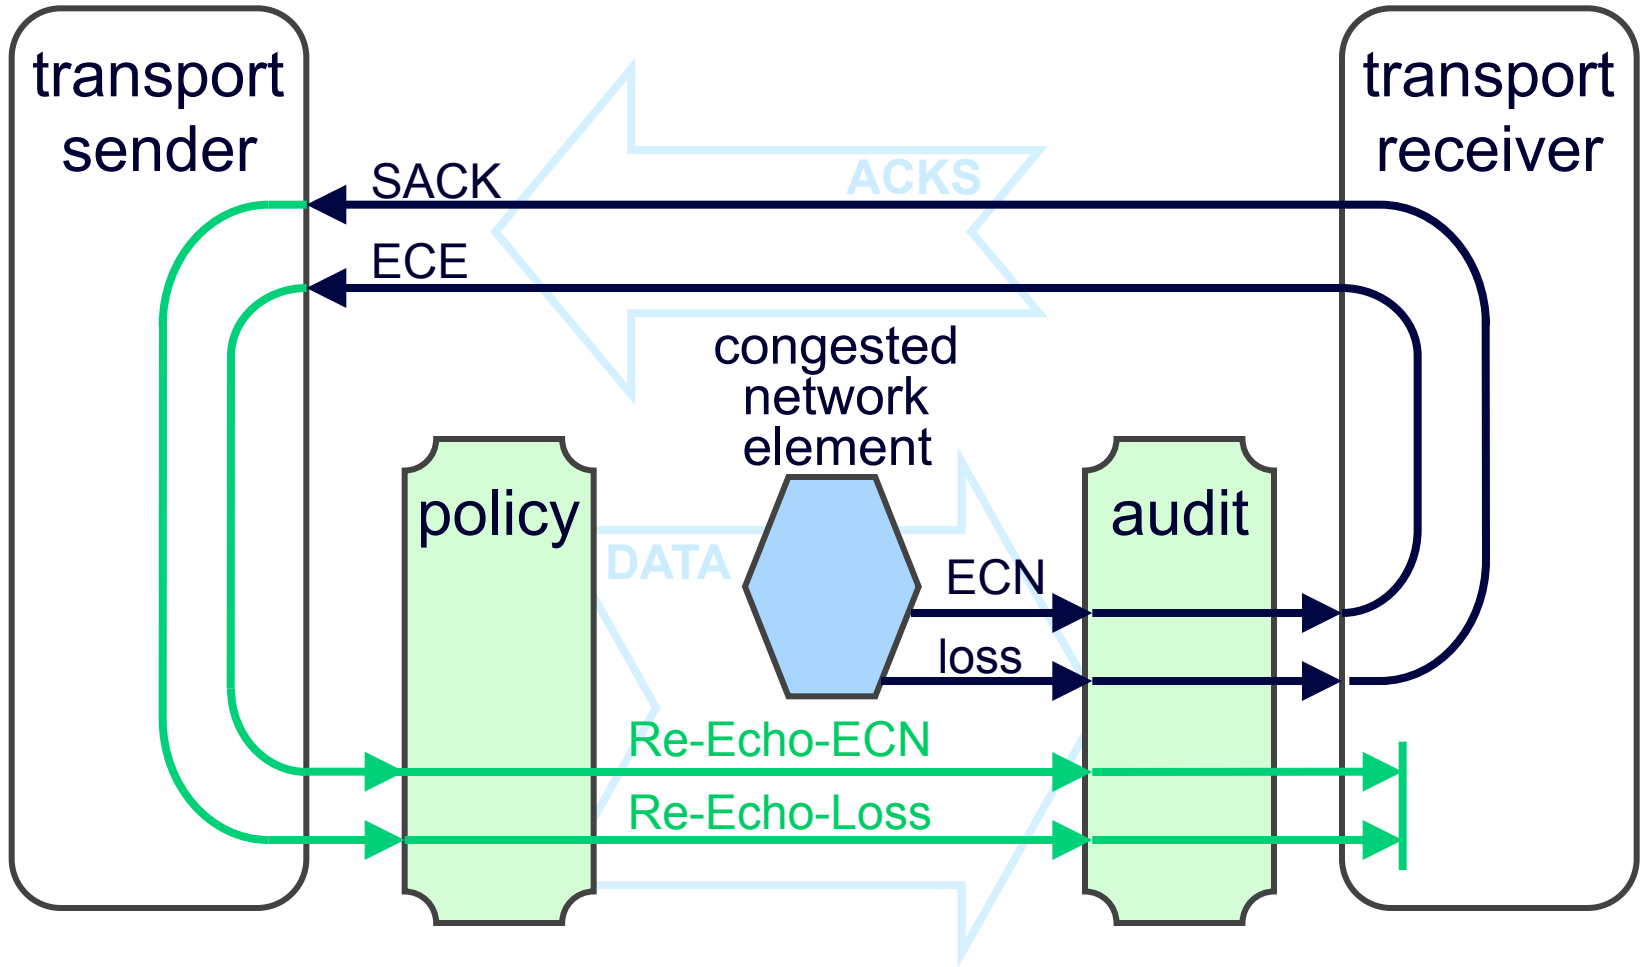 transport
sender
transport
receiver
ACKS
SACK
ECE
congested
network
element
policy
audit
DATA
ECN
loss
Re-Echo-ECN
Re-Echo-Loss